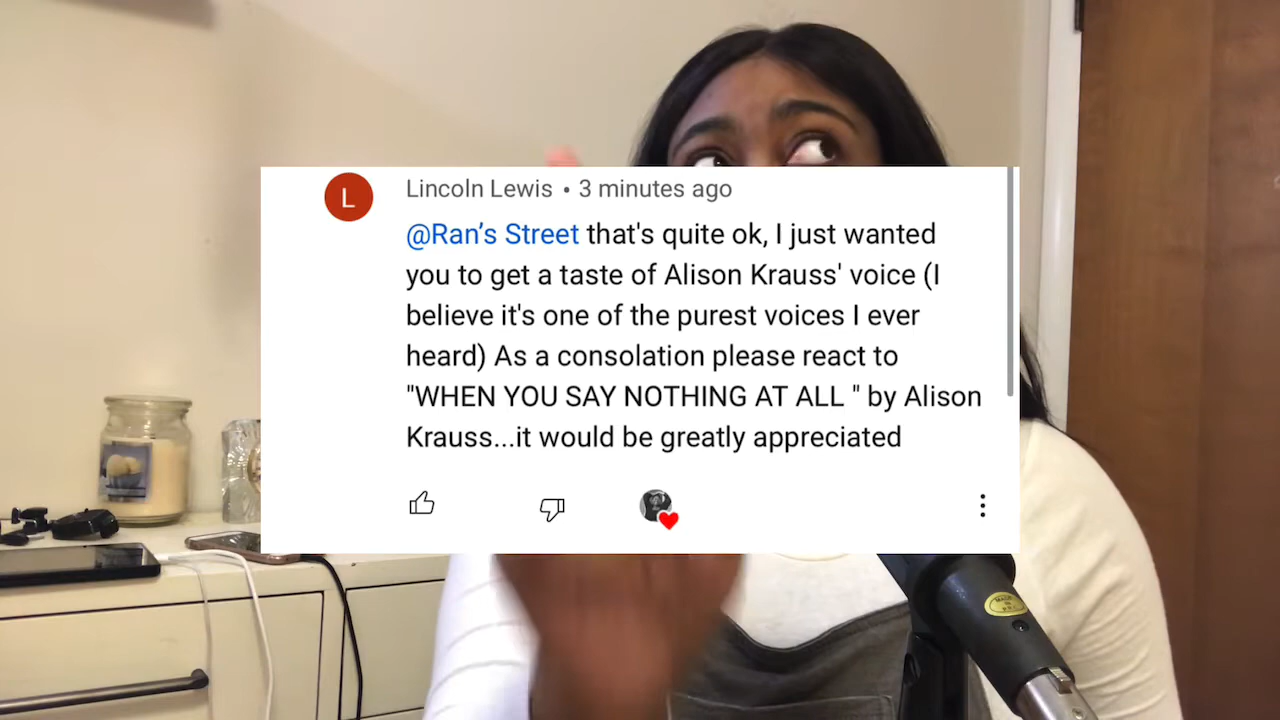 L
Lincoln Lewis • 3 minutes ago
@Ran’s Street that's quite ok, I just wanted
you to get a taste of Alison Krauss' voice (I
believe it's one of the purest voices I ever
heard) As a consolation please react to
"WHEN YOU SAY NOTHING AT ALL " by Alison
Krauss...it would be greatly appreciated